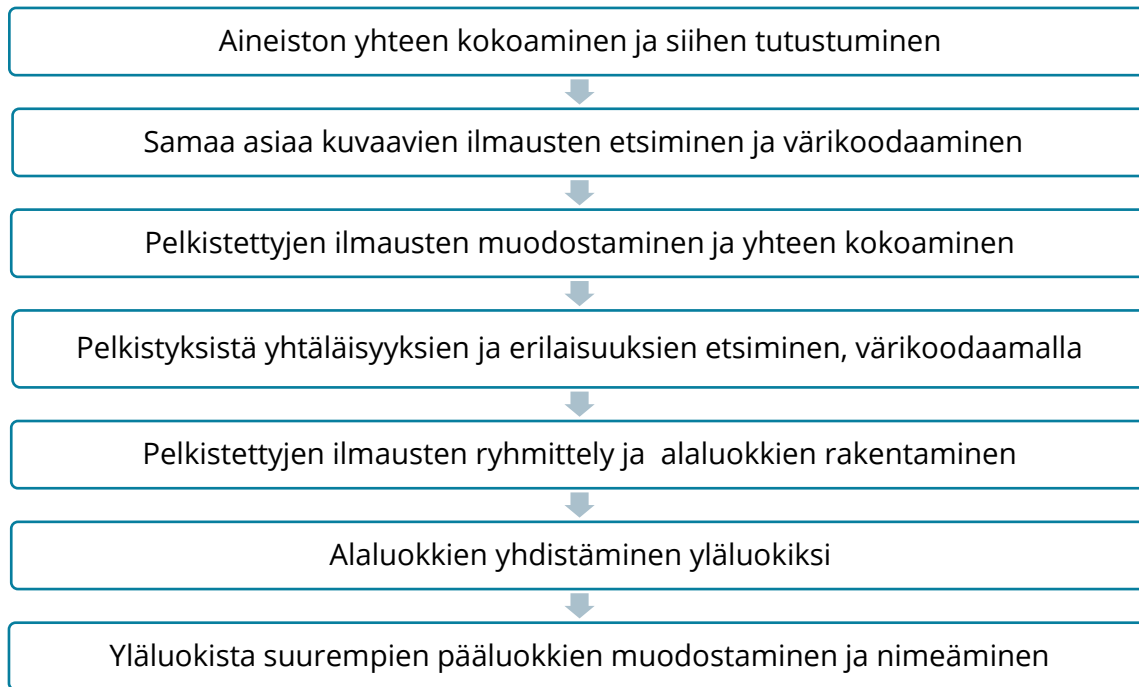 Aineiston yhteen kokoaminen ja siihen tutustuminen
Samaa asiaa kuvaavien ilmausten etsiminen ja värikoodaaminen
Pelkistettyjen ilmausten muodostaminen ja yhteen kokoaminen
Pelkistyksistä yhtäläisyyksien ja erilaisuuksien etsiminen, värikoodaamalla
Pelkistettyjen ilmausten ryhmittely ja  alaluokkien rakentaminen
Alaluokkien yhdistäminen yläluokiksi
Yläluokista suurempien pääluokkien muodostaminen ja nimeäminen